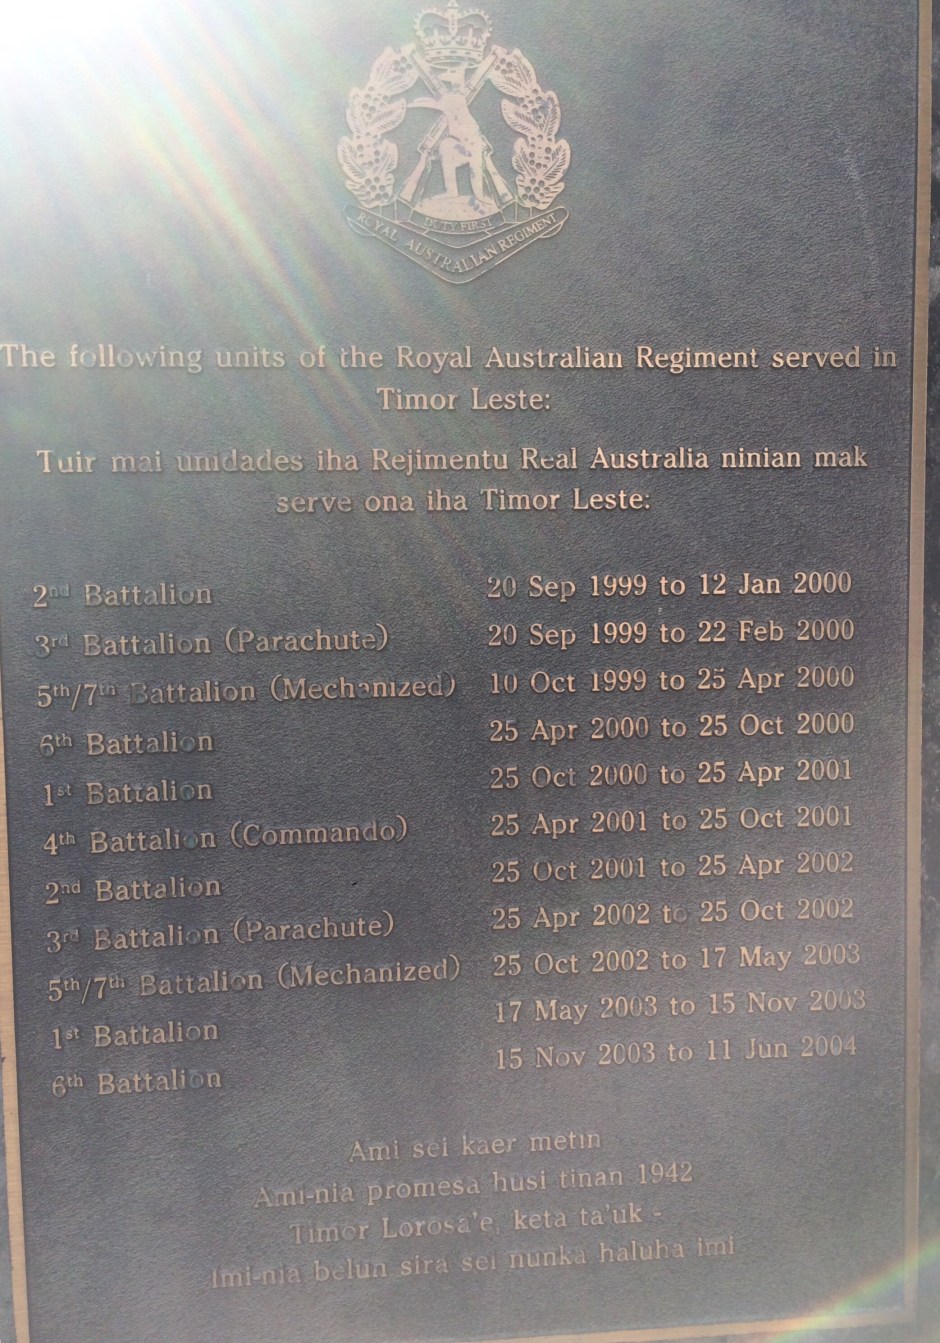 DUTY FIRST
ROYAL AUSTRALIAN REGIMENT
The following units of the Royal Australian Regiment served in
Timor Leste:
Tuir mai unidades iha Rejimentu Real Australia ninian mak
serve ona iha Timor Leste:
2nd Battalion 20 Sep 1999 to 12 Jan 2000
3rd Battalion (Parachute) 20 Sep 1999 to 22 Feb 2000
5th/7th Battalion (Mechanized) 10 Oct 1999 to 25 Apr 2000
6th Battalion 25 Apr 2000 to 25 Oct 2000
1st Battalion 25 Oct 2000 to 25 Apr 2001
4th Battalion (Commando) 25 Apr 2001 to 25 Oct 2001
2nd Battalion 25 Oct 2001 to 25 Apr 2002
3rd Battalion (Parachute) 25 Apr 2002 to 25 Oct 2002
5th/7th Battalion (Mechanized) 25 Oct 2002 to 17 May 2003
1st Battalion 17 May 2003 to 15 Nov 2003
6th Battalion 15 Nov 2003 to 11 Jun 2004
Ami sei kaer metin
Ami-nia promesa husi tinan 1942
Timor Lorosa'e, keta ta'uk -
Imi-nia belun sira sei nunka haluha imi